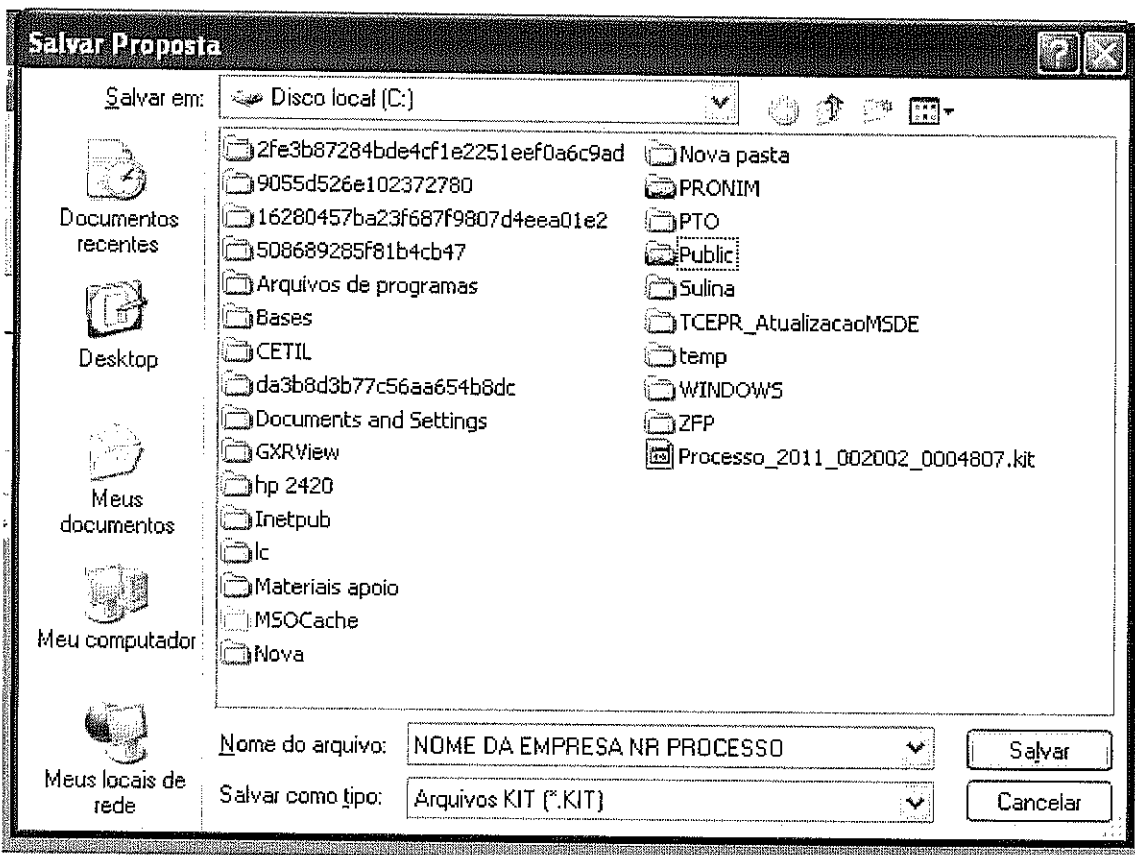 Salvar Proposta
Salvar em:
Disco local (C:)
Documentos
recentes
Desktop
Meus
documentos
Meu computador
Meus locais de
rede
2fe3b87284bde4cf1e2251eef0a6c9ad
9055d526e102372780
16280457ba23f687f9807d4eea01e2
508689285f81b4cb47
Arquivos de programas
Bases
CETIL
da3b8d3b77c56aa654b8dc
Documents and Settings
GXRView
hp 2420
Inetpub
lc
Materiais apoio
MSOCache
Nova
Nova pasta
PRONIM
PTO
Public
Sulina
TCEPR_AtualizacaoMSDE
temp
WINDOWS
ZFP
Processo_2011_002002_0004807.kit
Nome do arquivo:
NOME DA EMPRESA NR PROCESSO
Salvar
Salvar como tipo:
Arquivos KIT (*.KIT)
Cancelar